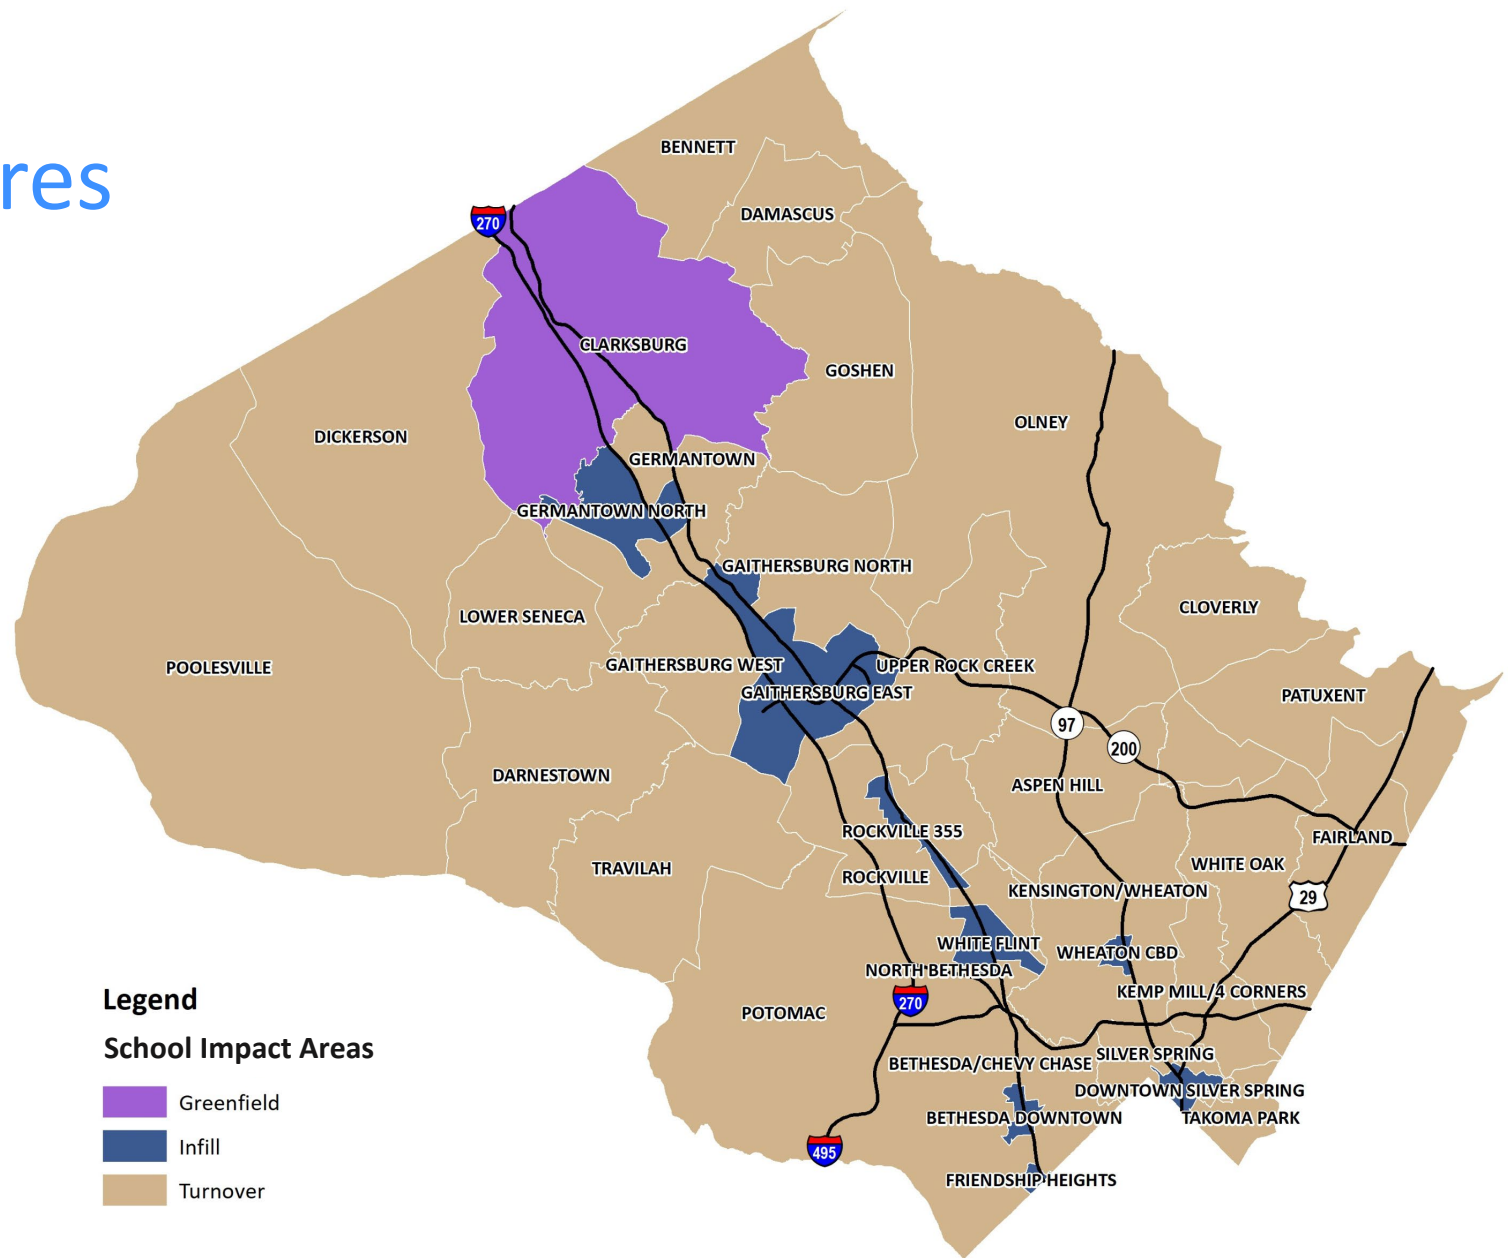 res
BENNETT
DAMASCUS
270
CLARKSBURG
GOSHEN
OLNEY
DICKERSON
GERMANTOWN
GERMANTOWN NORTH
GAITHERSBURG NORTH
CLOVERLY
LOWER SENECA
POOLESVILLE
GAITHERSBURG WEST
UPPER ROCK CREEK
GAITHERSBURG EAST
PATUXENT
97
200
DARNESTOWN
ASPEN HILL
ROCKVILLE 355
FAIRLAND
TRAVILAH
WHITE OAK
ROCKVILLE
KENSINGTON/WHEATON
29
WHITE FLINT
WHEATON CBD
NORTH BETHESDA
KEMP MILL/4 CORNERS
270
POTOMAC
SILVER SPRING
BETHESDA/CHEVY CHASE
DOWNTOWN SILVER SPRING
BETHESDA DOWNTOWN
TAKOMA PARK
495
FRIENDSHIP HEIGHTS
Legend
School Impact Areas
Greenfield
Infill
Turnover